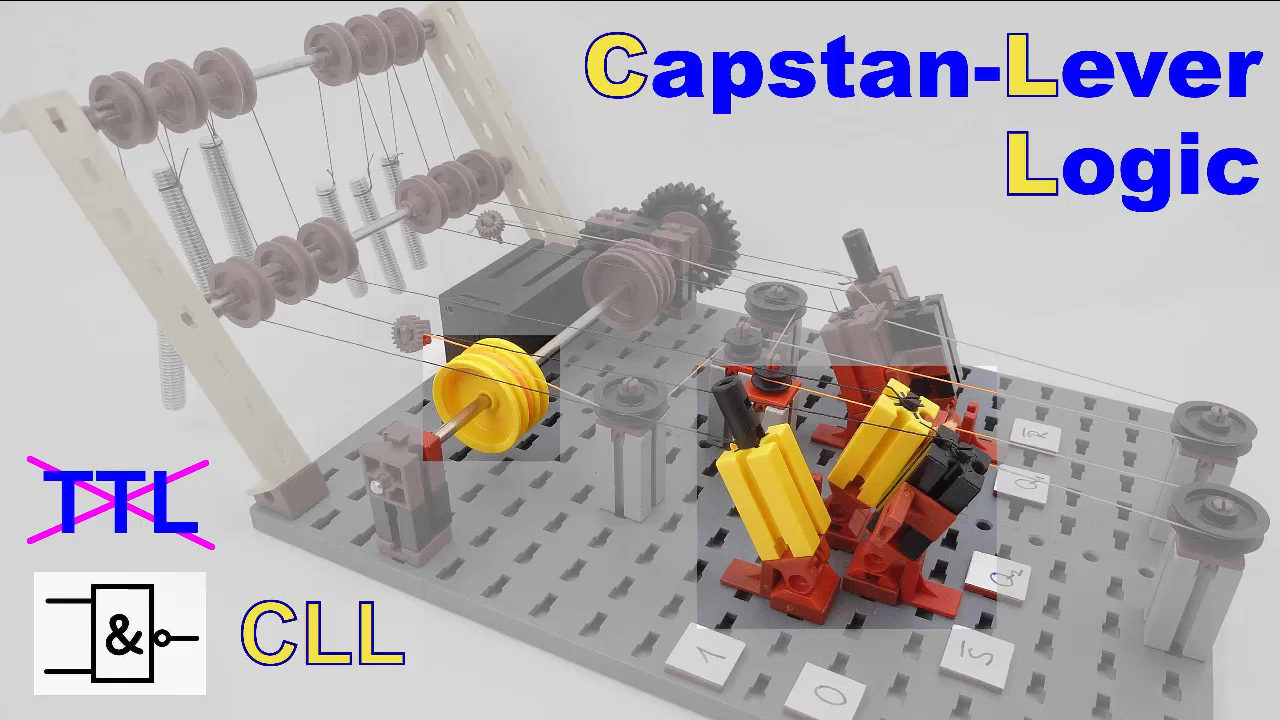 Capstan-Lever
Logic
TTL
&
CLL
R̅
Q₁
Q₂
S̅
1
0